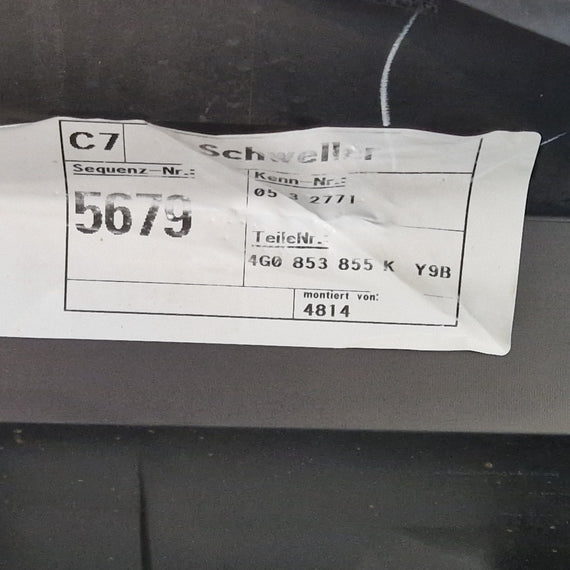 C7 Schweller
Sequenz-Nr.:
5679
Kenn-Nr.:
05 3 2771
TeileNr.:
4G0 853 855 K Y9B
montiert von:
4814